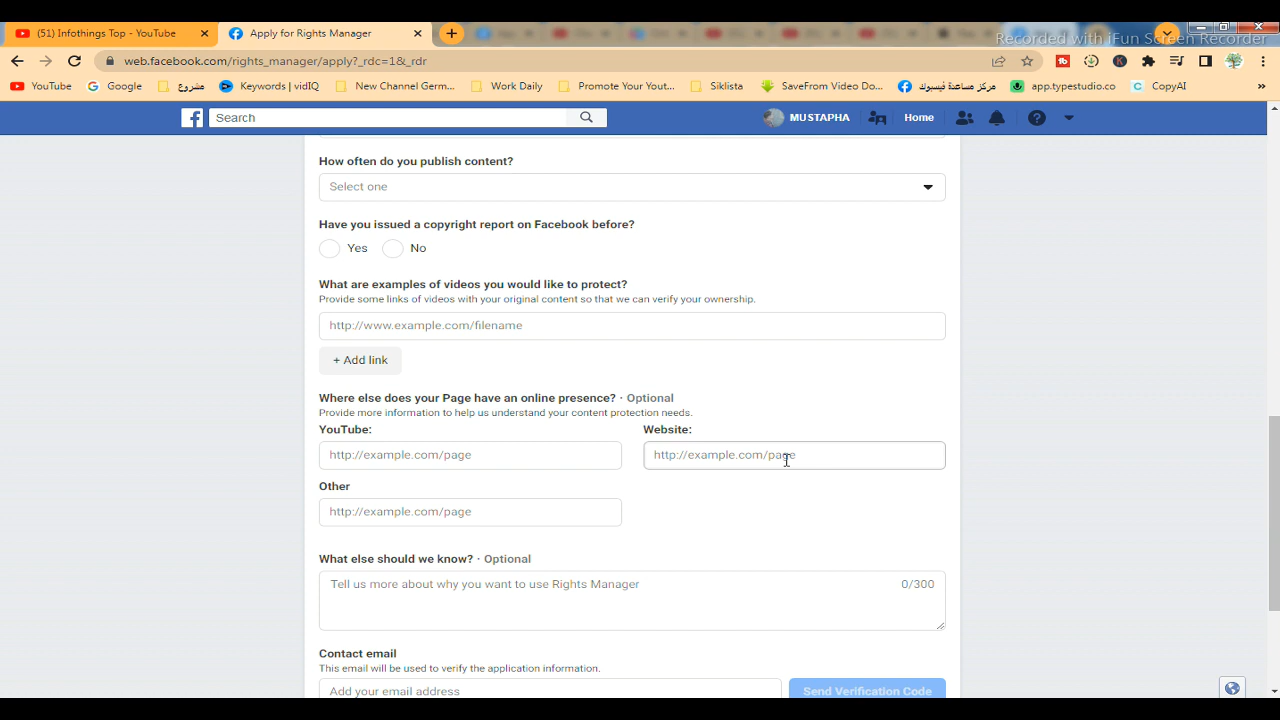 (51) Infothings Top - YouTube
Apply for Rights Manager
Recorded with iFun Screen Recorder
web.facebook.com/rights_manager/apply?_rdc=1&_rdr
YouTube
Google
مشروع
Keywords | vidIQ
New Channel Germ...
Work Daily
Promote Your Yout...
Siklista
SaveFrom Video Do...
مركز مساعدة فيسبوك
app.typestudio.co
CopyAI
»
Search
MUSTAPHA
Home
How often do you publish content?
Select one
Have you issued a copyright report on Facebook before?
Yes
No
What are examples of videos you would like to protect?
Provide some links of videos with your original content so that we can verify your ownership.
http://www.example.com/filename
+ Add link
Where else does your Page have an online presence? · Optional
Provide more information to help us understand your content protection needs.
YouTube:
Website:
http://example.com/page
http://example.com/page
Other
http://example.com/page
What else should we know? · Optional
Tell us more about why you want to use Rights Manager
0/300
Contact email
This email will be used to verify the application information.
Add your email address
Send Verification Code